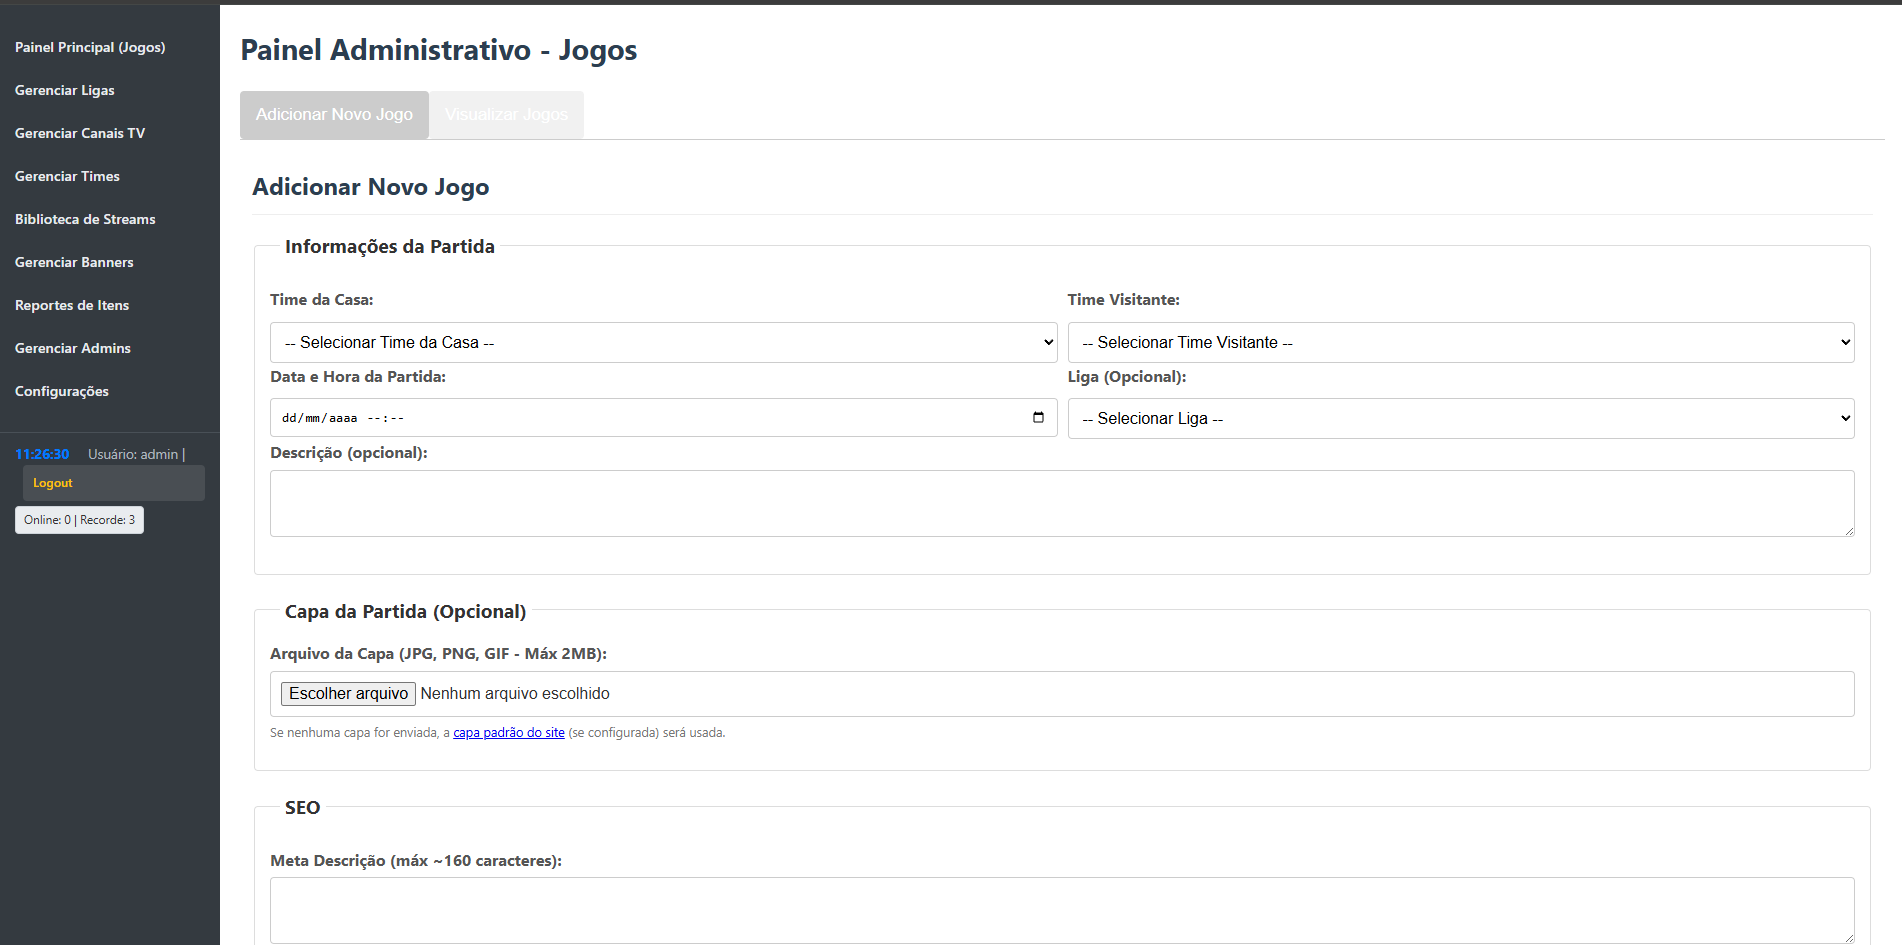 Painel Principal (Jogos)
Gerenciar Ligas
Gerenciar Canais TV
Gerenciar Times
Biblioteca de Streams
Gerenciar Banners
Reportes de Itens
Gerenciar Admins
Configurações
11:26:30 Usuário: admin |
Logout
Online: 0 | Recorde: 3
Painel Administrativo - Jogos
Adicionar Novo Jogo Visualizar Jogos
Adicionar Novo Jogo
Informações da Partida
Time da Casa: Time Visitante:
-- Selecionar Time da Casa -- -- Selecionar Time Visitante --
Data e Hora da Partida: Liga (Opcional):
dd/mm/aaaa --:-- -- Selecionar Liga --
Descrição (opcional):
Capa da Partida (Opcional)
Arquivo da Capa (JPG, PNG, GIF - Máx 2MB):
Escolher arquivo Nenhum arquivo escolhido
Se nenhuma capa for enviada, a capa padrão do site (se configurada) será usada.
SEO
Meta Descrição (máx ~160 caracteres):